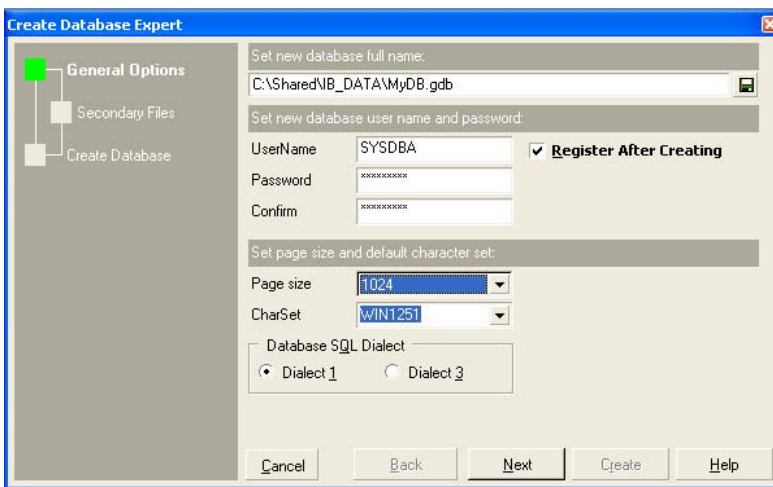 Create Database Expert
General Options
Secondary Files
Create Database
Set new database full name:
C:\Shared\IB_DATA\MyDB.gdb
Set new database user name and password:
UserName SYSDBA Register After Creating
Password xxxxxxxxx
Confirm xxxxxxxxx
Set page size and default character set:
Page size 1024
CharSet WIN1251
Database SQL Dialect
Dialect 1 Dialect 3
Cancel Back Next Create Help